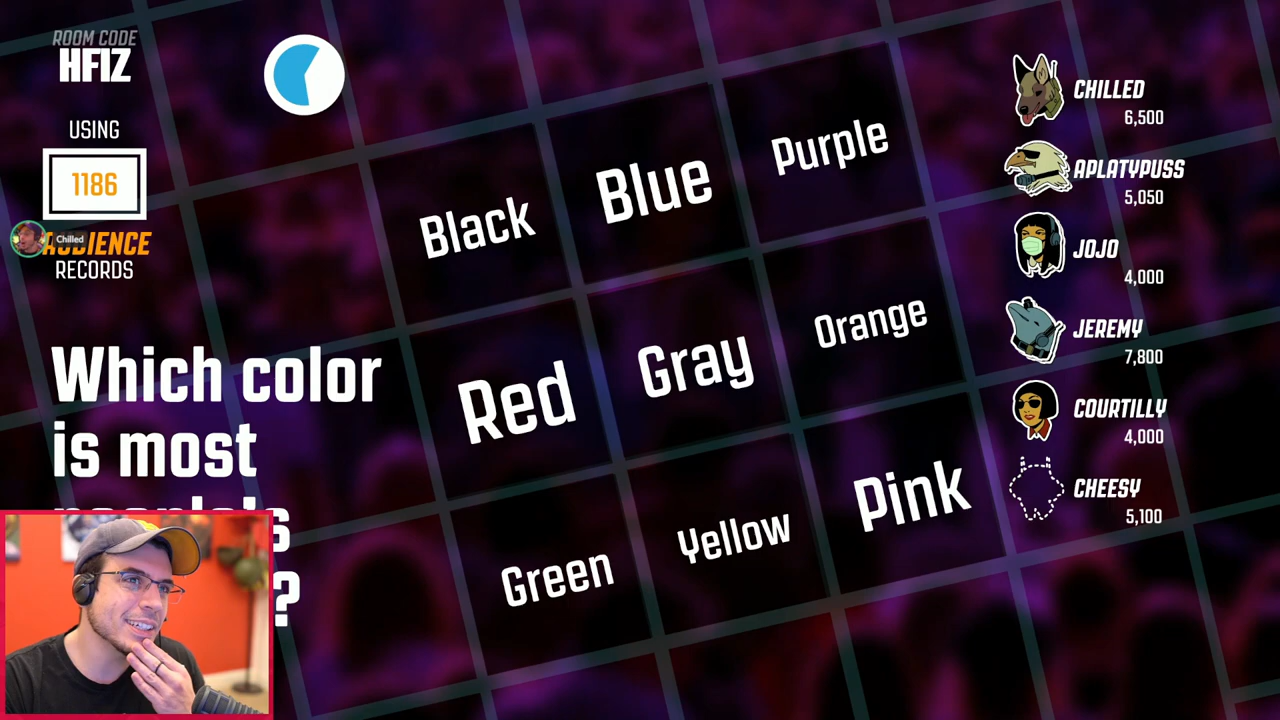 ROOM CODE
HFIZ
USING
1186
Chilled
AUDIENCE
RECORDS
Which color
is most
people's
?
Black
Blue
Purple
Red
Gray
Orange
Green
Yellow
Pink
CHILLED
6,500
APLATYPUSS
5,050
JOJO
4,000
JEREMY
7,800
COURTILLY
4,000
CHEESY
5,100